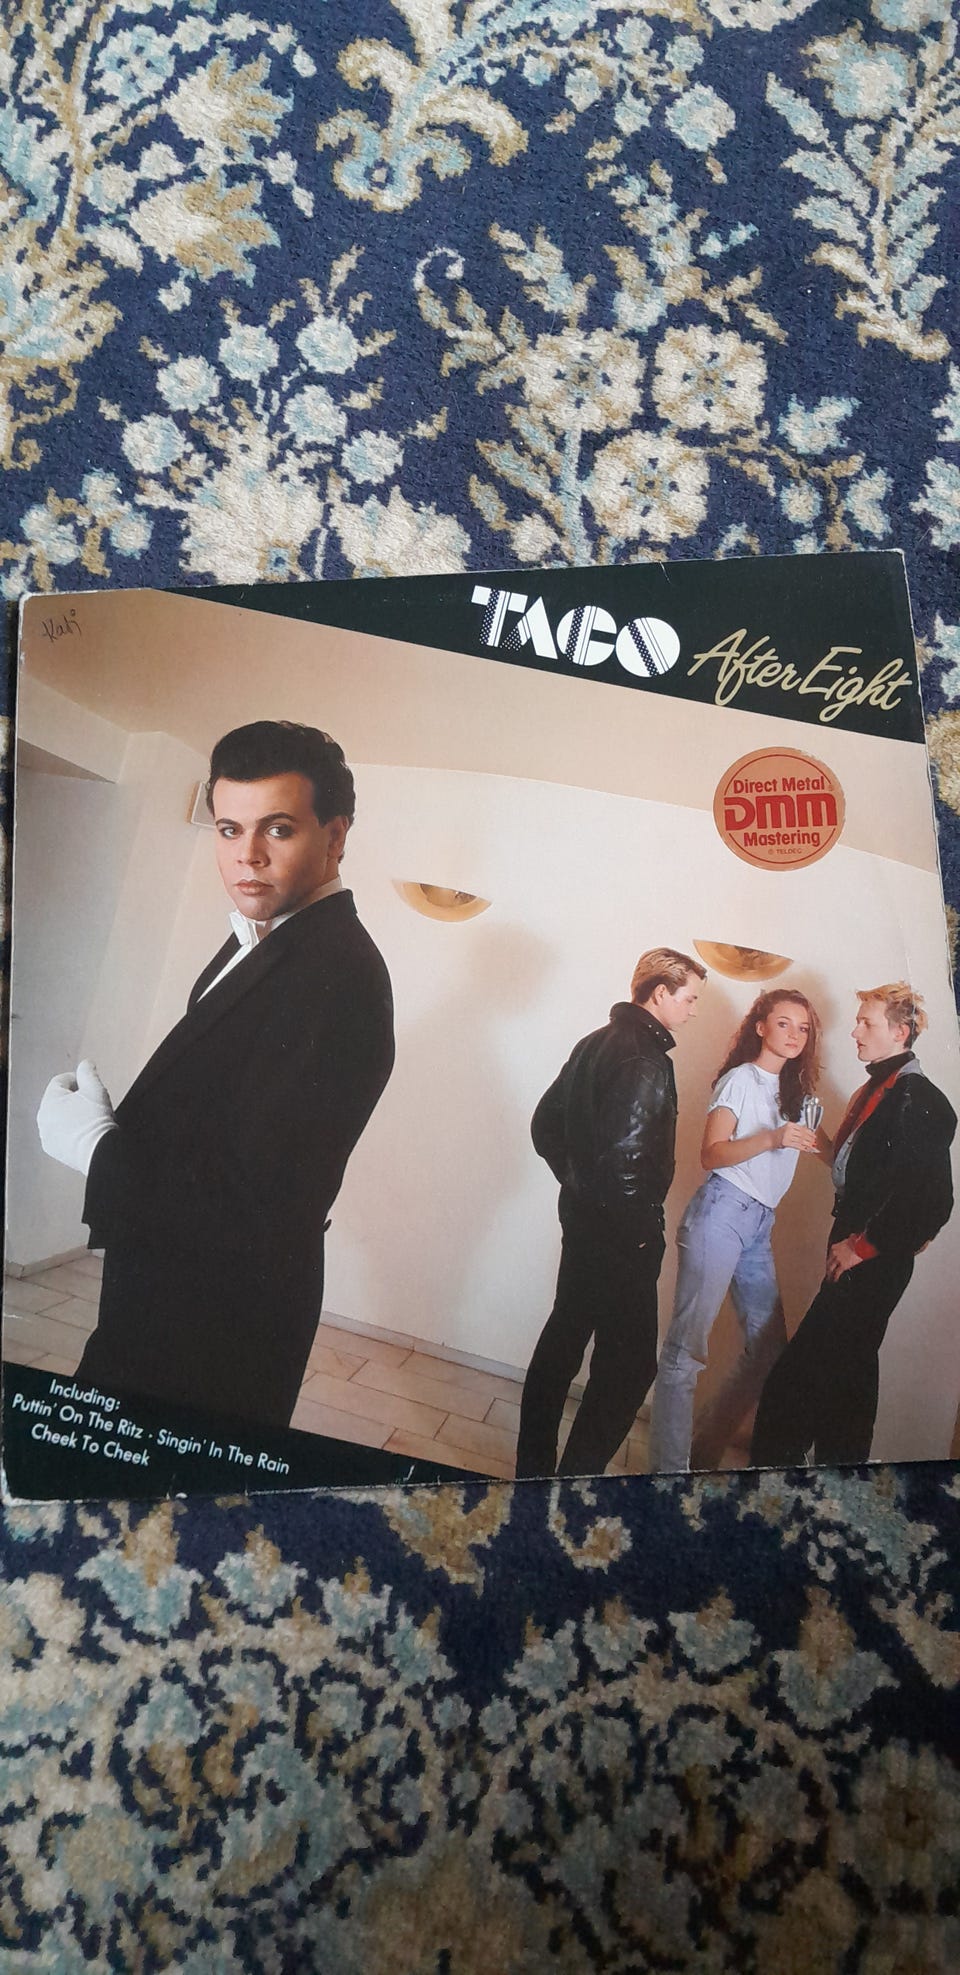 Kati
TACO
After Eight
Direct Metal
DMM®
Mastering
© TELDEC
Including:
Puttin' On The Ritz · Singin' In The Rain
Cheek To Cheek